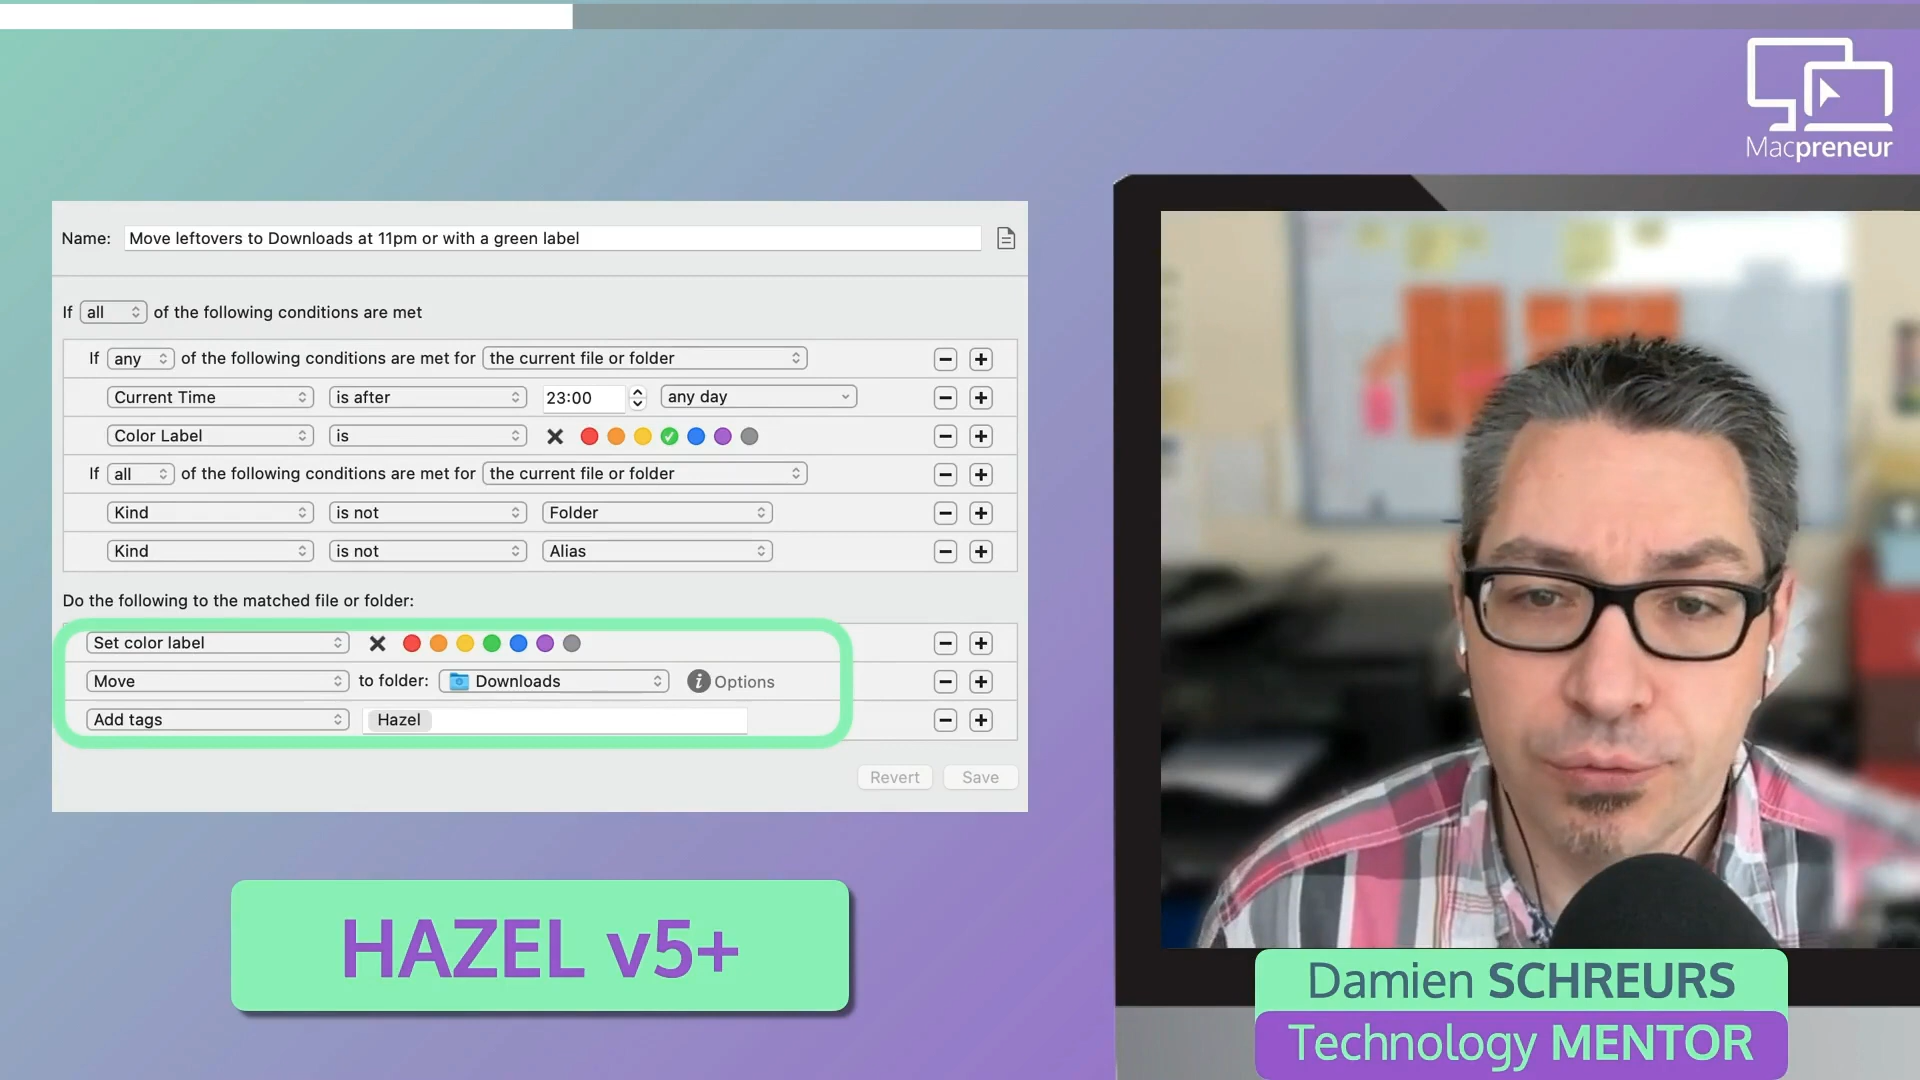 Macpreneur
Name: Move leftovers to Downloads at 11pm or with a green label
If all of the following conditions are met
If any of the following conditions are met for the current file or folder
Current Time is after 23:00 any day
Color Label is
If all of the following conditions are met for the current file or folder
Kind is not Folder
Kind is not Alias
Do the following to the matched file or folder:
Set color label
Move to folder: Downloads i Options
Add tags Hazel
Revert Save
HAZEL v5+
Damien SCHREURS
Technology MENTOR